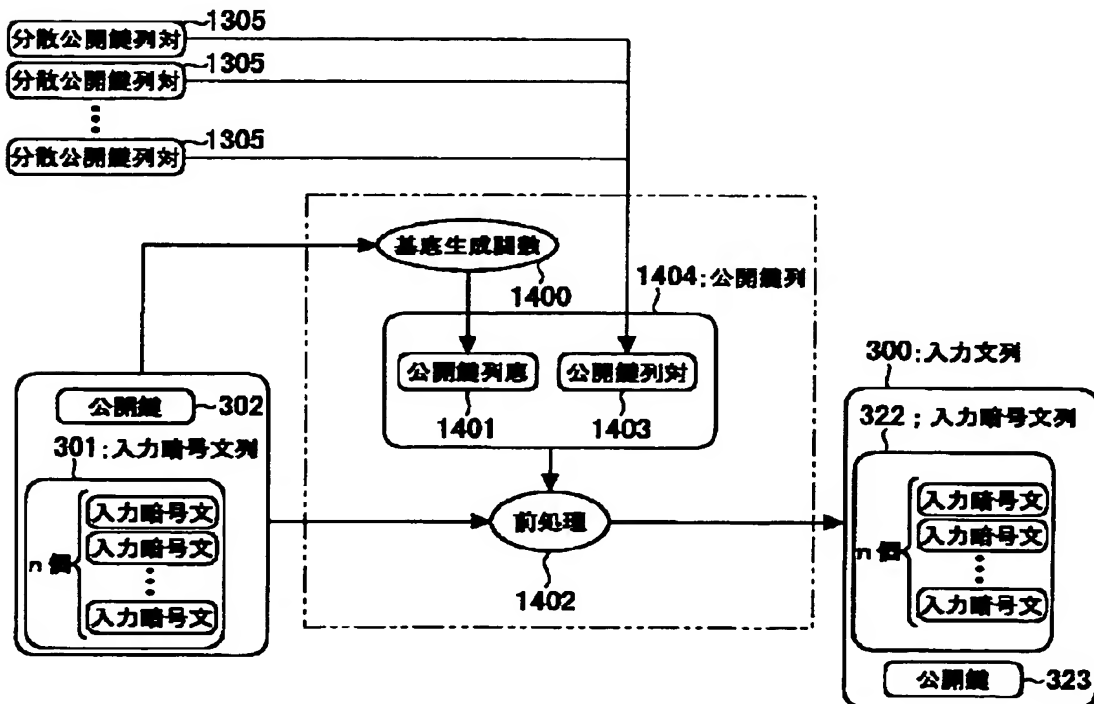 1305
分散公開鍵列対
1305
分散公開鍵列対
1305
分散公開鍵列対
基底生成関数
1400
1404;公開鍵列
公開鍵列底
公開鍵列対
1401
1403
300:入力文列
公開鍵
302
301:入力暗号文列
322;入力暗号文列
入力暗号文
入力暗号文
n個
入力暗号文
前処理
1402
入力暗号文
入力暗号文
n個
入力暗号文
公開鍵
323